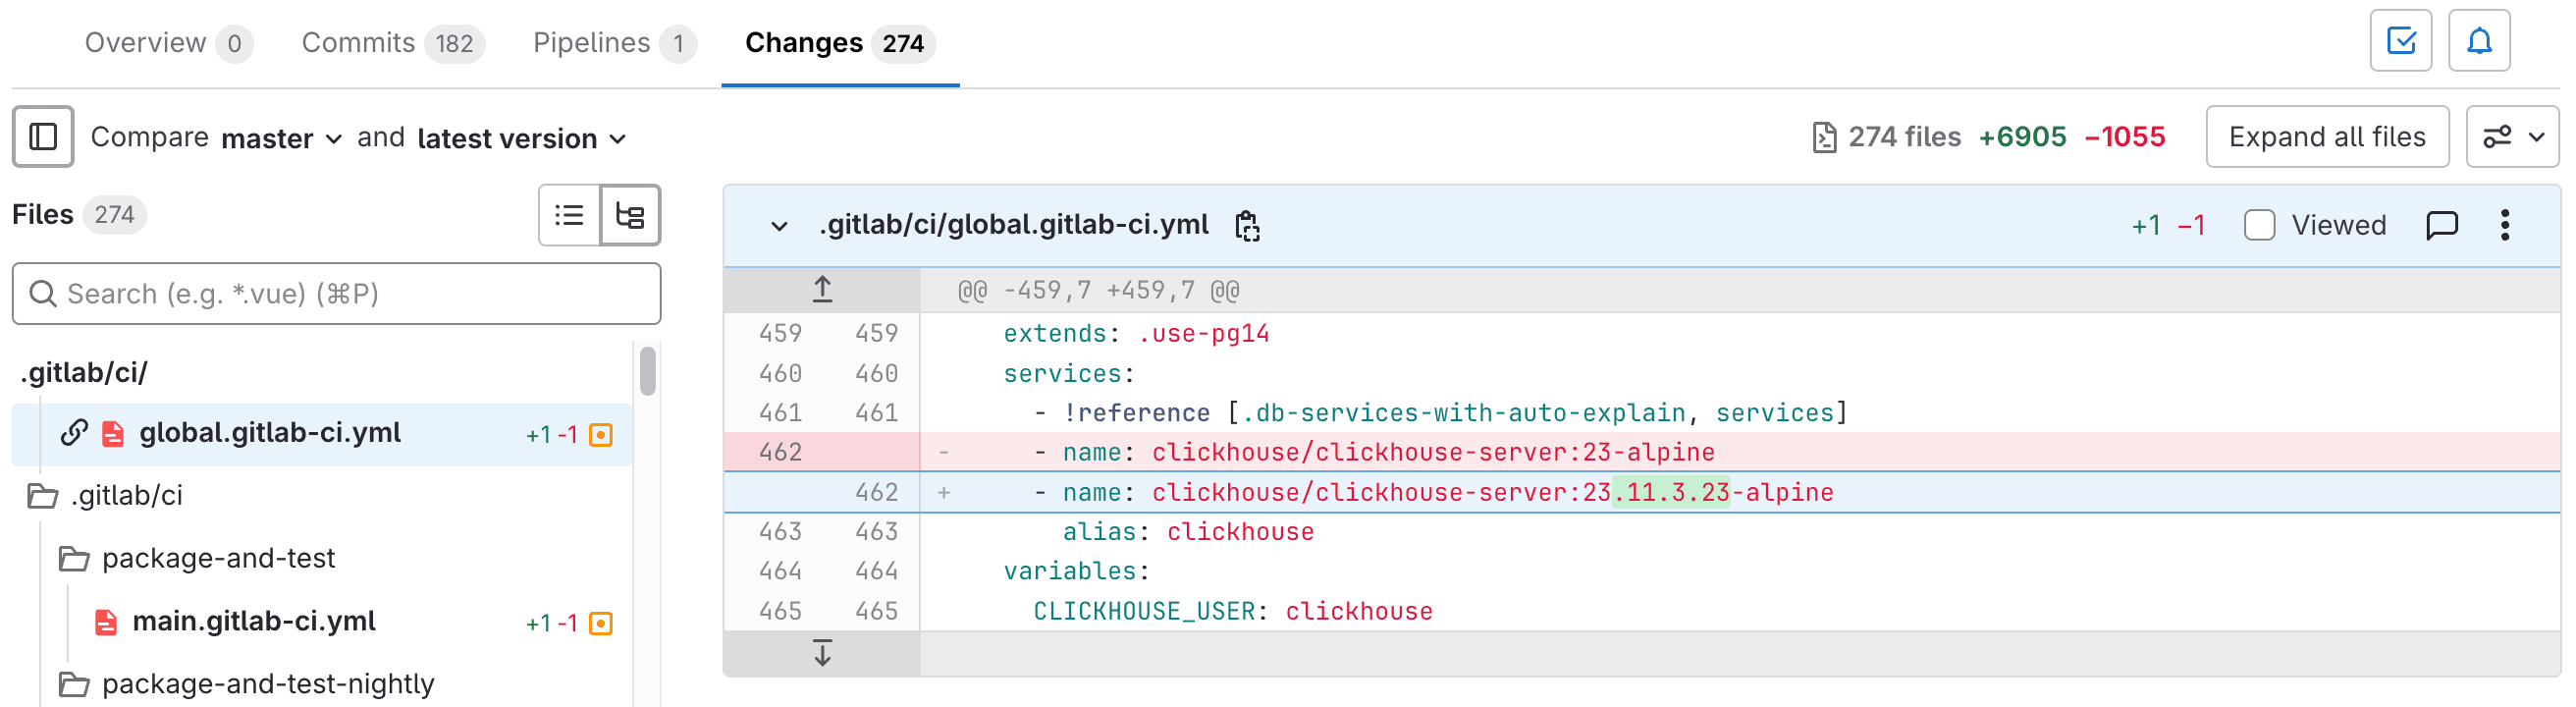 Overview 0 Commits 182 Pipelines 1 Changes 274
Compare master and latest version 274 files +6905 −1055 Expand all files
Files 274
Search (e.g. *.vue) (⌘P)
.gitlab/ci/
global.gitlab-ci.yml +1 -1
.gitlab/ci
package-and-test
main.gitlab-ci.yml +1 -1
package-and-test-nightly
.gitlab/ci/global.gitlab-ci.yml +1 −1 Viewed
@@ -459,7 +459,7 @@
459 459 extends: .use-pg14
460 460 services:
461 461 - !reference [.db-services-with-auto-explain, services]
462 - - name: clickhouse/clickhouse-server:23-alpine
462 + - name: clickhouse/clickhouse-server:23.11.3.23-alpine
463 463 alias: clickhouse
464 464 variables:
465 465 CLICKHOUSE_USER: clickhouse